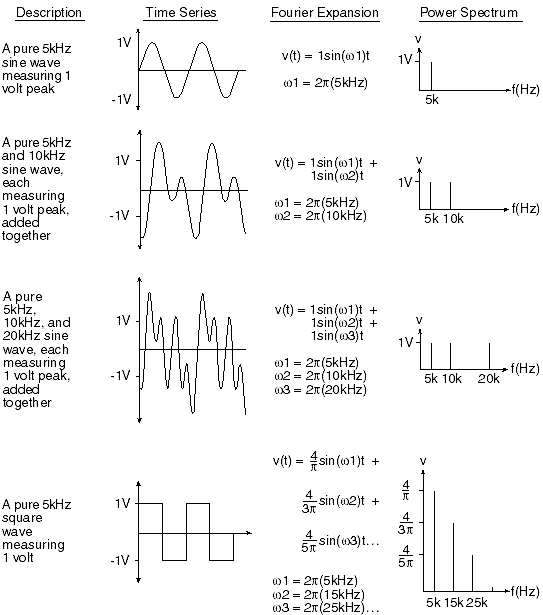 Description Time Series Fourier Expansion Power Spectrum
A pure 5kHz
sine wave
measuring 1
volt peak
1V
-1V
v(t) = 1sin(ω1)t
ω1 = 2π(5kHz)
v
1V
5k
f(Hz)
A pure 5kHz
and 10kHz
sine wave,
each
measuring
1 volt peak,
added
together
1V
-1V
v(t) = 1sin(ω1)t +
1sin(ω2)t
ω1 = 2π(5kHz)
ω2 = 2π(10kHz)
v
1V
5k 10k
f(Hz)
A pure
5kHz,
10kHz, and
20kHz sine
wave, each
measuring
1 volt peak,
added
together
1V
-1V
v(t) = 1sin(ω1)t +
1sin(ω2)t +
1sin(ω3)t
ω1 = 2π(5kHz)
ω2 = 2π(10kHz)
ω3 = 2π(20kHz)
v
1V
5k 10k 20k
f(Hz)
A pure 5kHz
square
wave
measuring
1 volt
1V
-1V
v(t) = 4/π sin(ω1)t +
4/3π sin(ω2)t +
4/5π sin(ω3)t...
ω1 = 2π(5kHz)
ω2 = 2π(15kHz)
ω3 = 2π(25kHz)...
v
4/π
4/3π
4/5π
5k 15k 25k
f(Hz)